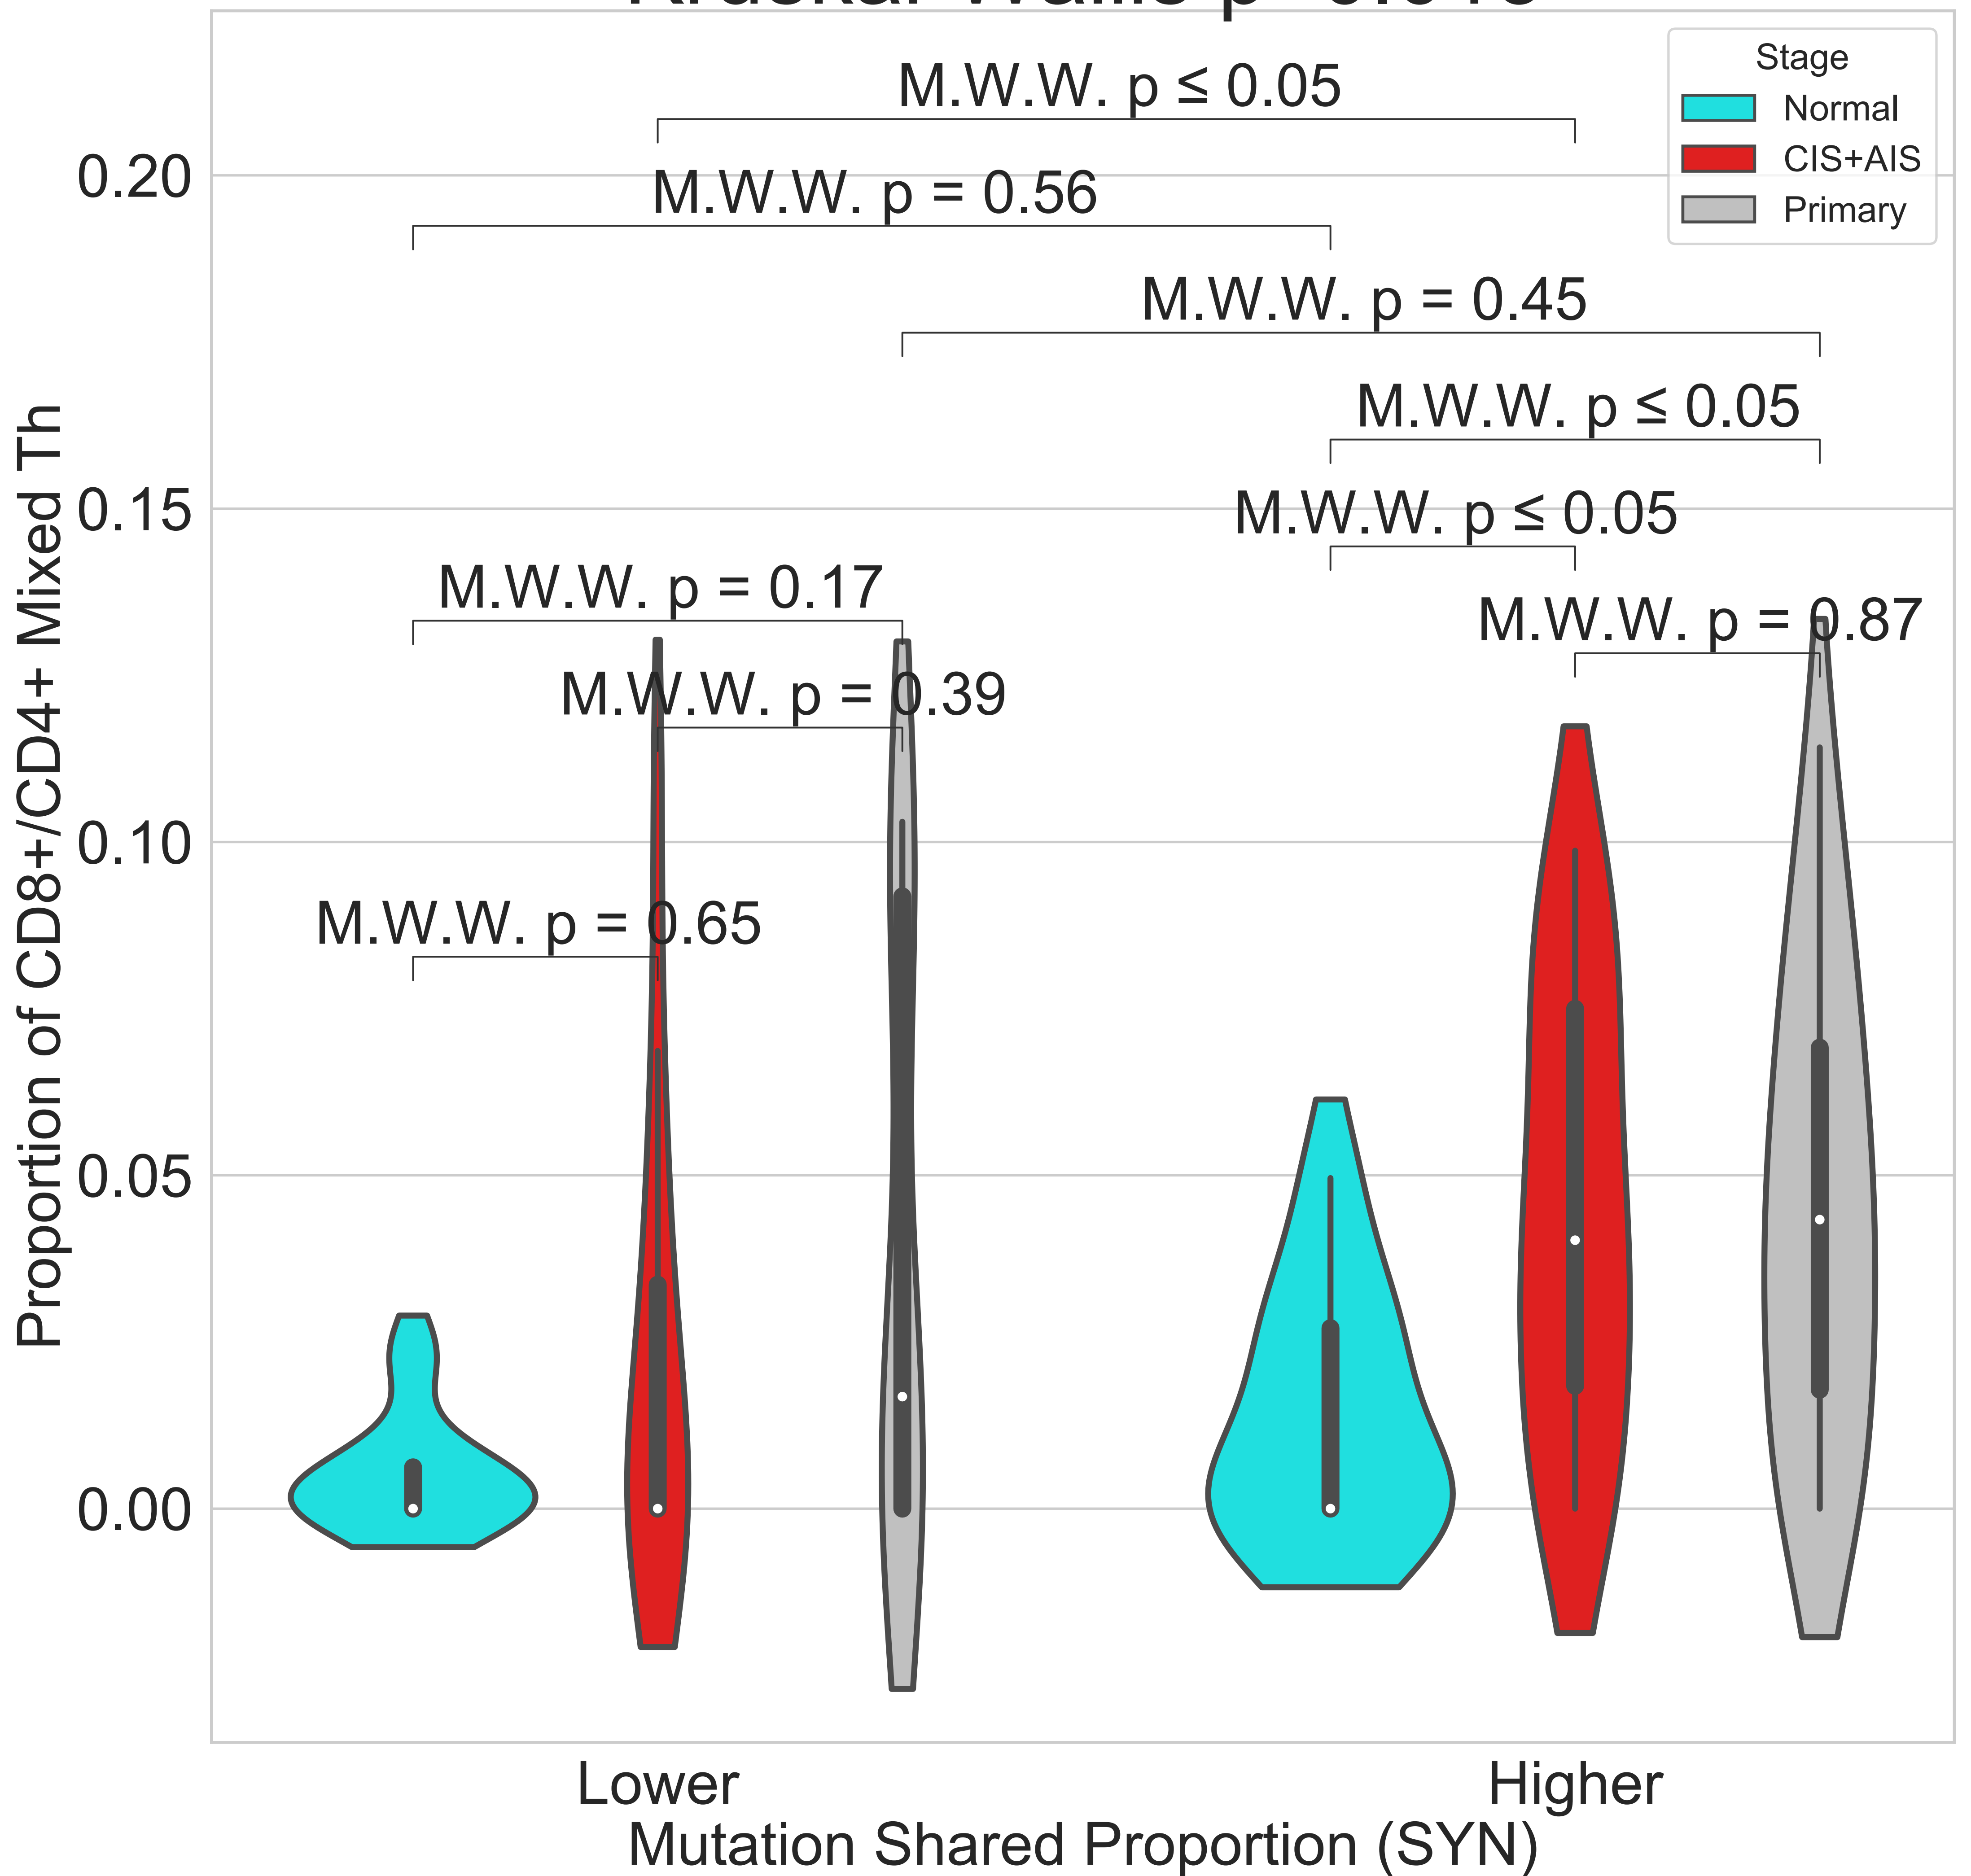 Stage
Normal
CIS+AIS
Primary
M.W.W. p ≤ 0.05
M.W.W. p = 0.56
M.W.W. p = 0.45
M.W.W. p ≤ 0.05
M.W.W. p ≤ 0.05
M.W.W. p = 0.17
M.W.W. p = 0.87
M.W.W. p = 0.39
M.W.W. p = 0.65
Proportion of CD8+/CD4+ Mixed Th
0.20
0.15
0.10
0.05
0.00
Lower
Higher
Mutation Shared Proportion (SYN)